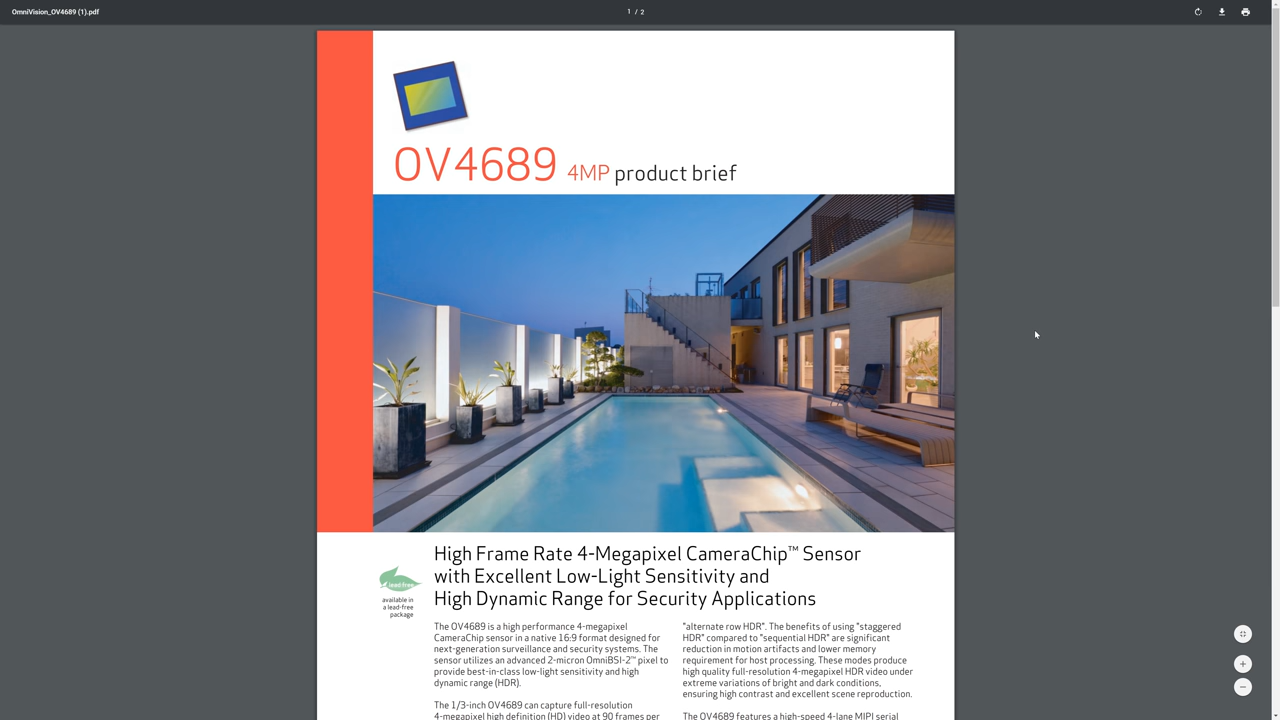 OmniVision_OV4689 (1).pdf
1 / 2
OV4689 4MP product brief
High Frame Rate 4-Megapixel CameraChip™ Sensor
with Excellent Low-Light Sensitivity and
High Dynamic Range for Security Applications
lead-free
available in
a lead-free
package
The OV4689 is a high performance 4-megapixel
CameraChip sensor in a native 16:9 format designed for
next-generation surveillance and security systems. The
sensor utilizes an advanced 2-micron OmniBSI-2™ pixel to
provide best-in-class low-light sensitivity and high
dynamic range (HDR).
The 1/3-inch OV4689 can capture full-resolution
4-megapixel high definition (HD) video at 90 frames per
"alternate row HDR". The benefits of using "staggered
HDR" compared to "sequential HDR" are significant
reduction in motion artifacts and lower memory
requirement for host processing. These modes produce
high quality full-resolution 4-megapixel HDR video under
extreme variations of bright and dark conditions,
ensuring high contrast and excellent scene reproduction.
The OV4689 features a high-speed 4-lane MIPI serial